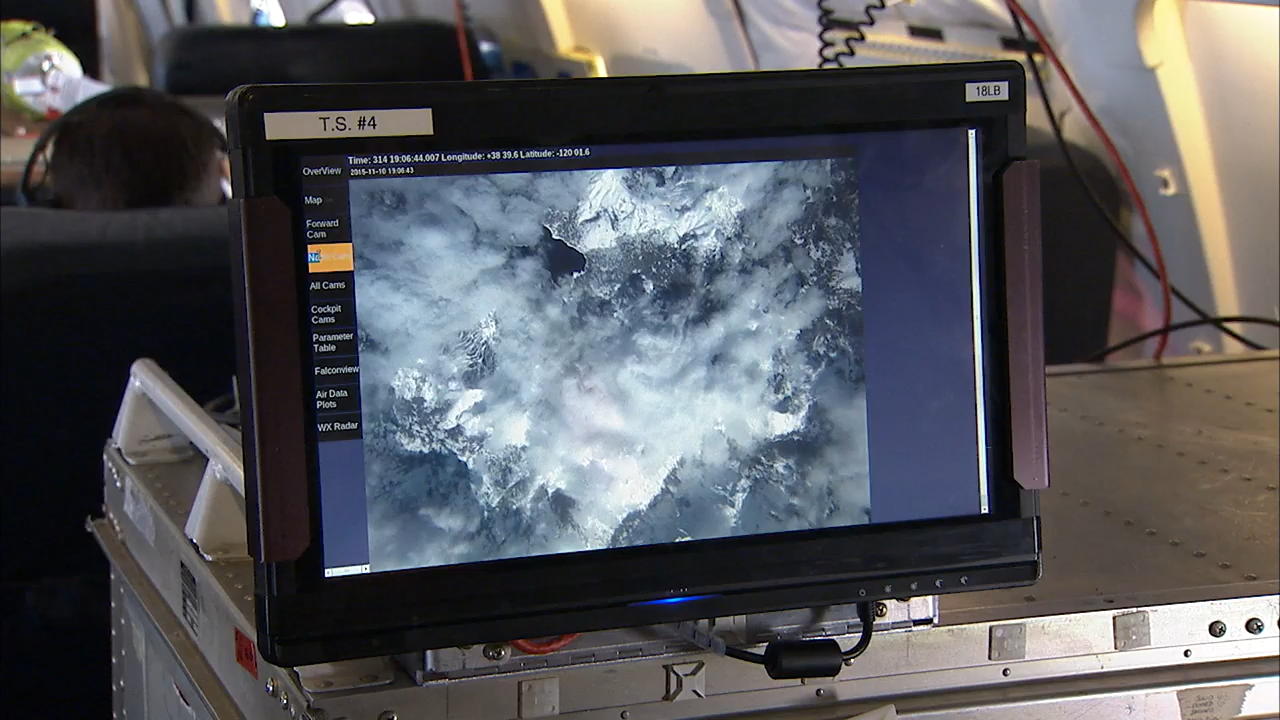 T.S. #4
18LB
Time: 314 19:06:44.007 Longitude: +38 39.6 Latitude: -120 01.6
2015-11-10 19:06:43
OverView
Map
Forward
Cam
All Cams
Cockpit
Cams
Parameter
Table
Falconview
Air Data
Plots
WX Radar